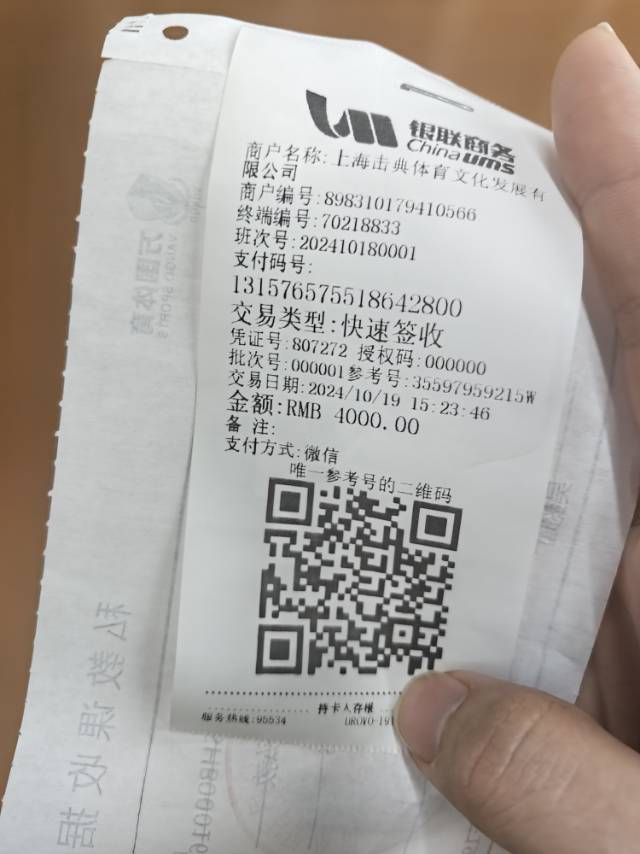 银联商务
China ums
商户名称:上海击典体育文化发展有
限公司
商户编号:898310179410566
终端编号:70218833
班次号:202410180001
支付码号:
13157657551864​2800
交易类型:快速签收
凭证号:807272 授权码:000000
批次号:000001参考号:35597959215W
交易日期:2024/10/19 15:23:46
金额:RMB 4000.00
备注:
支付方式:微信
唯一参考号的二维码
持卡人存根
服务热线:95534
UROVO-i91